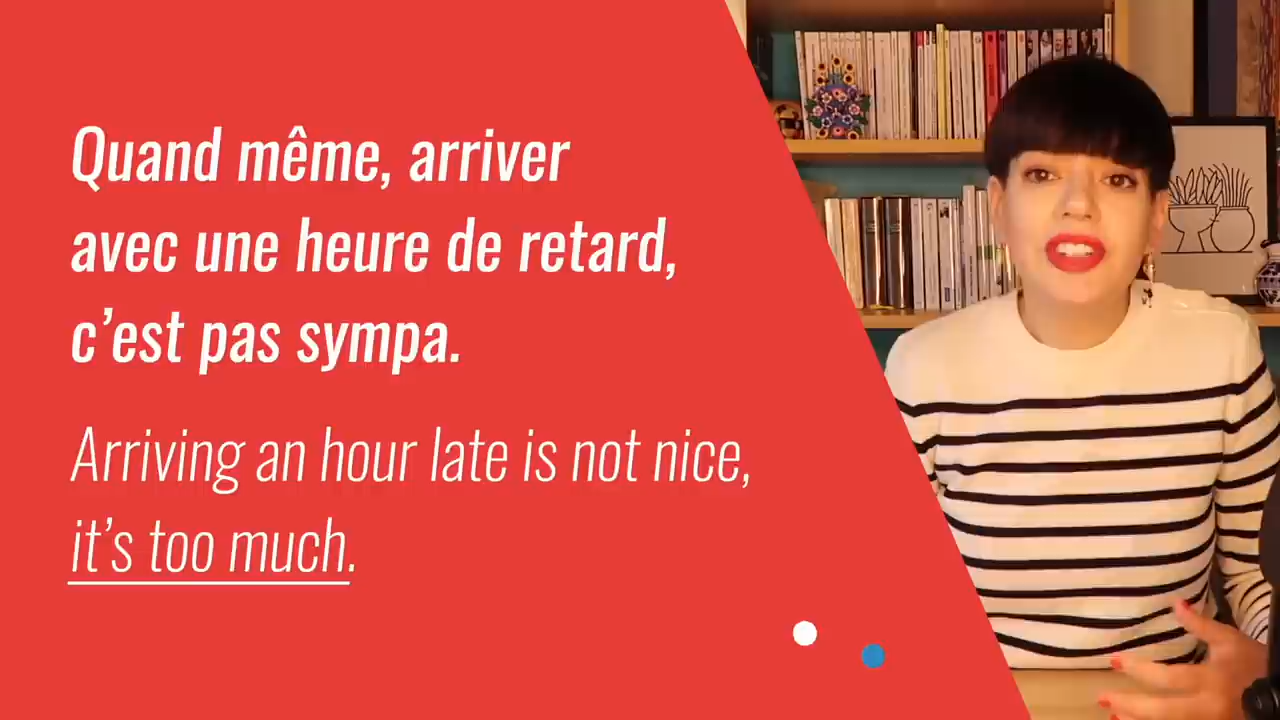 Quand même, arriver
avec une heure de retard,
c’est pas sympa.
Arriving an hour late is not nice,
it’s too much.